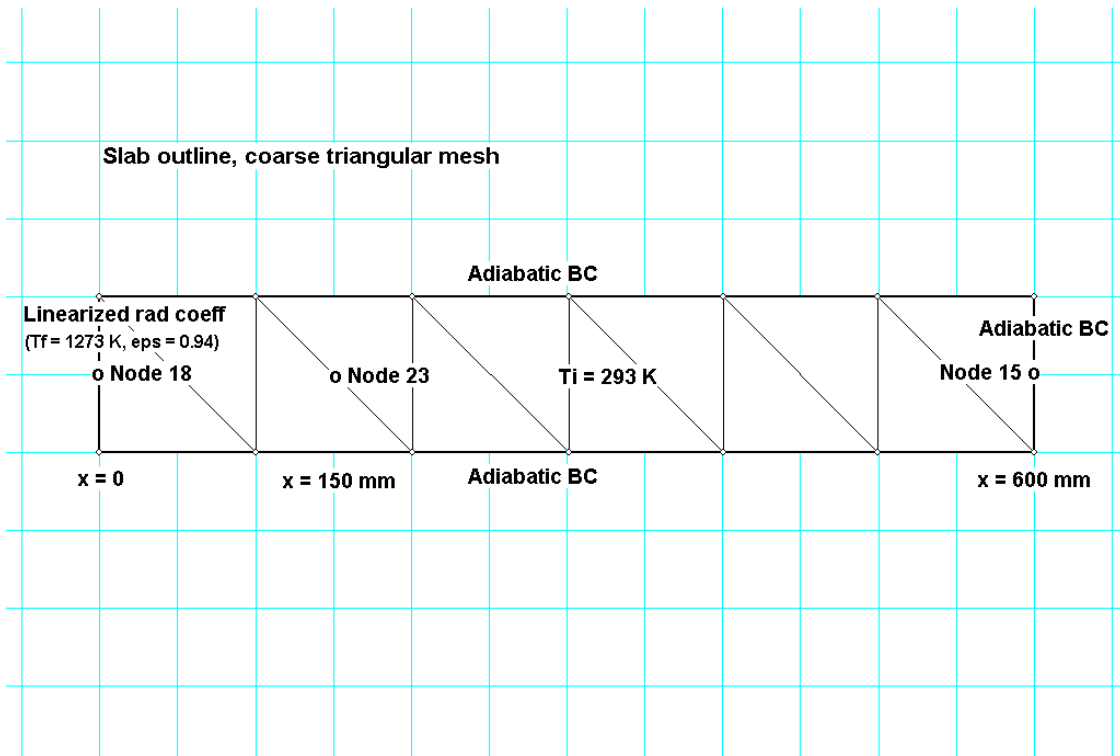 Slab outline, coarse triangular mesh
Adiabatic BC
Linearized rad coeff
(Tf = 1273 K, eps = 0.94)
Adiabatic BC
o Node 18
o Node 23
Ti = 293 K
Node 15 o
x = 0
x = 150 mm
Adiabatic BC
x = 600 mm